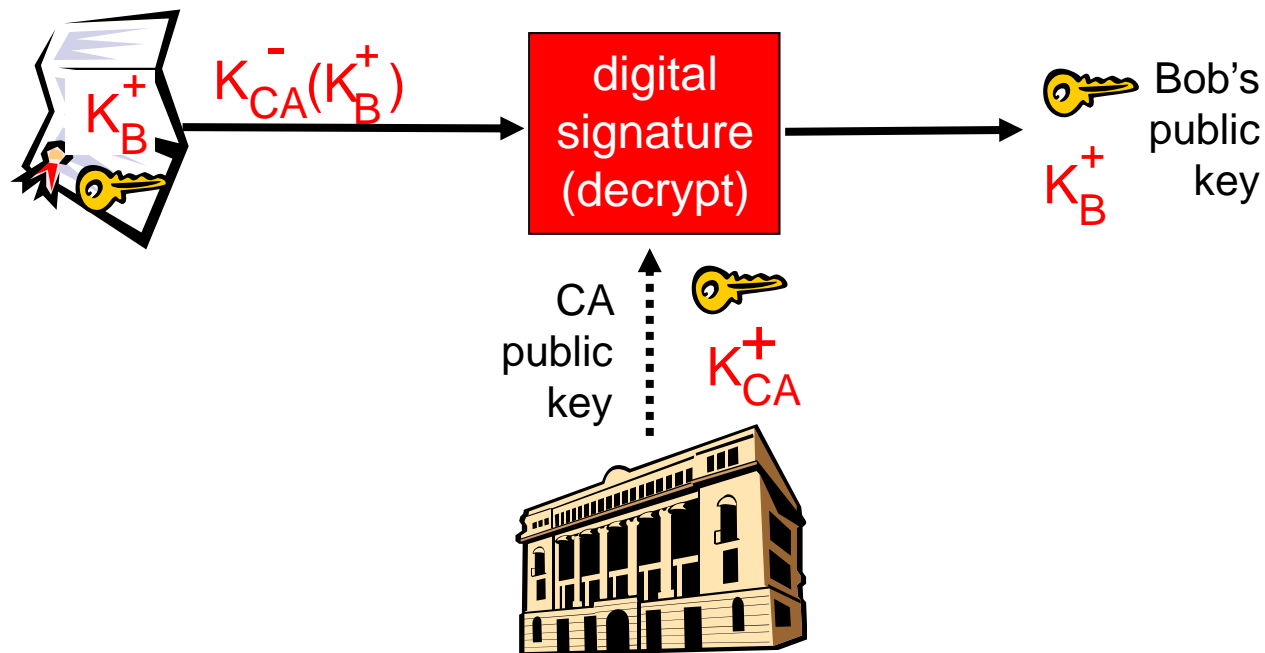 K_B^+
K_CA^-(K_B^+)
digital
signature
(decrypt)
Bob's
public
key
K_B^+
CA
public
key
K_CA^+